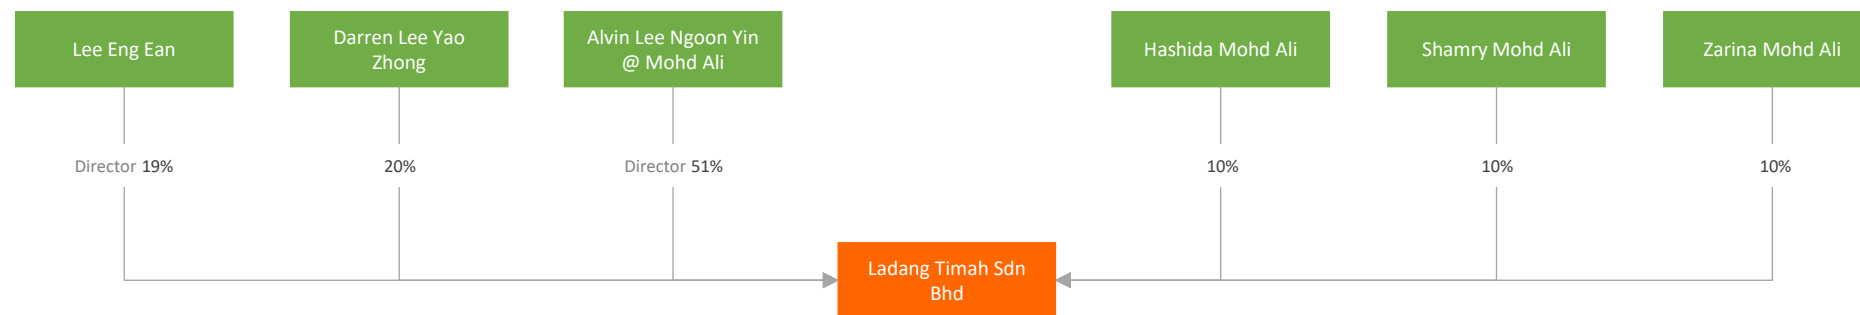 Lee Eng Ean
Darren Lee Yao
Zhong
Alvin Lee Ngoon Yin
@ Mohd Ali
Hashida Mohd Ali
Shamry Mohd Ali
Zarina Mohd Ali
Director 19%
20%
Director 51%
10%
10%
10%
Ladang Timah Sdn
Bhd